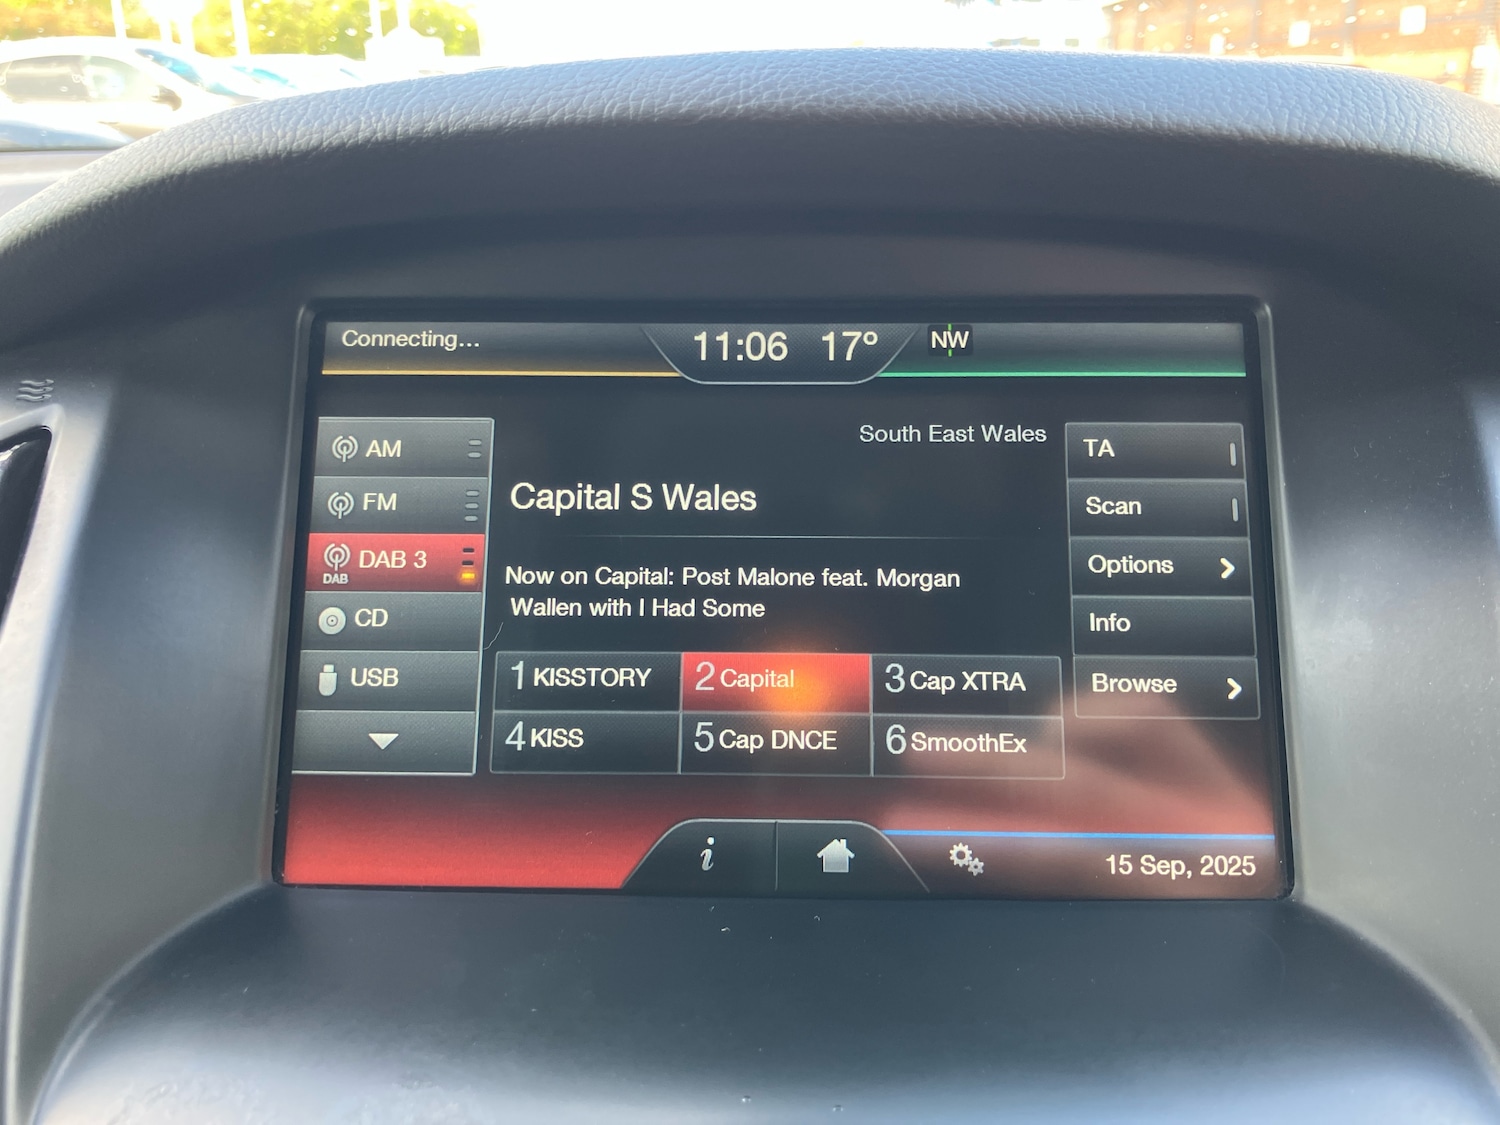 Connecting...
11:06 17º NW
South East Wales
AM
FM
DAB
DAB 3
CD
USB
Capital S Wales
Now on Capital: Post Malone feat. Morgan
Wallen with I Had Some
1 KISSTORY
2 Capital
3 Cap XTRA
4 KISS
5 Cap DNCE
6 SmoothEx
TA
Scan
Options
Info
Browse
i
15 Sep, 2025